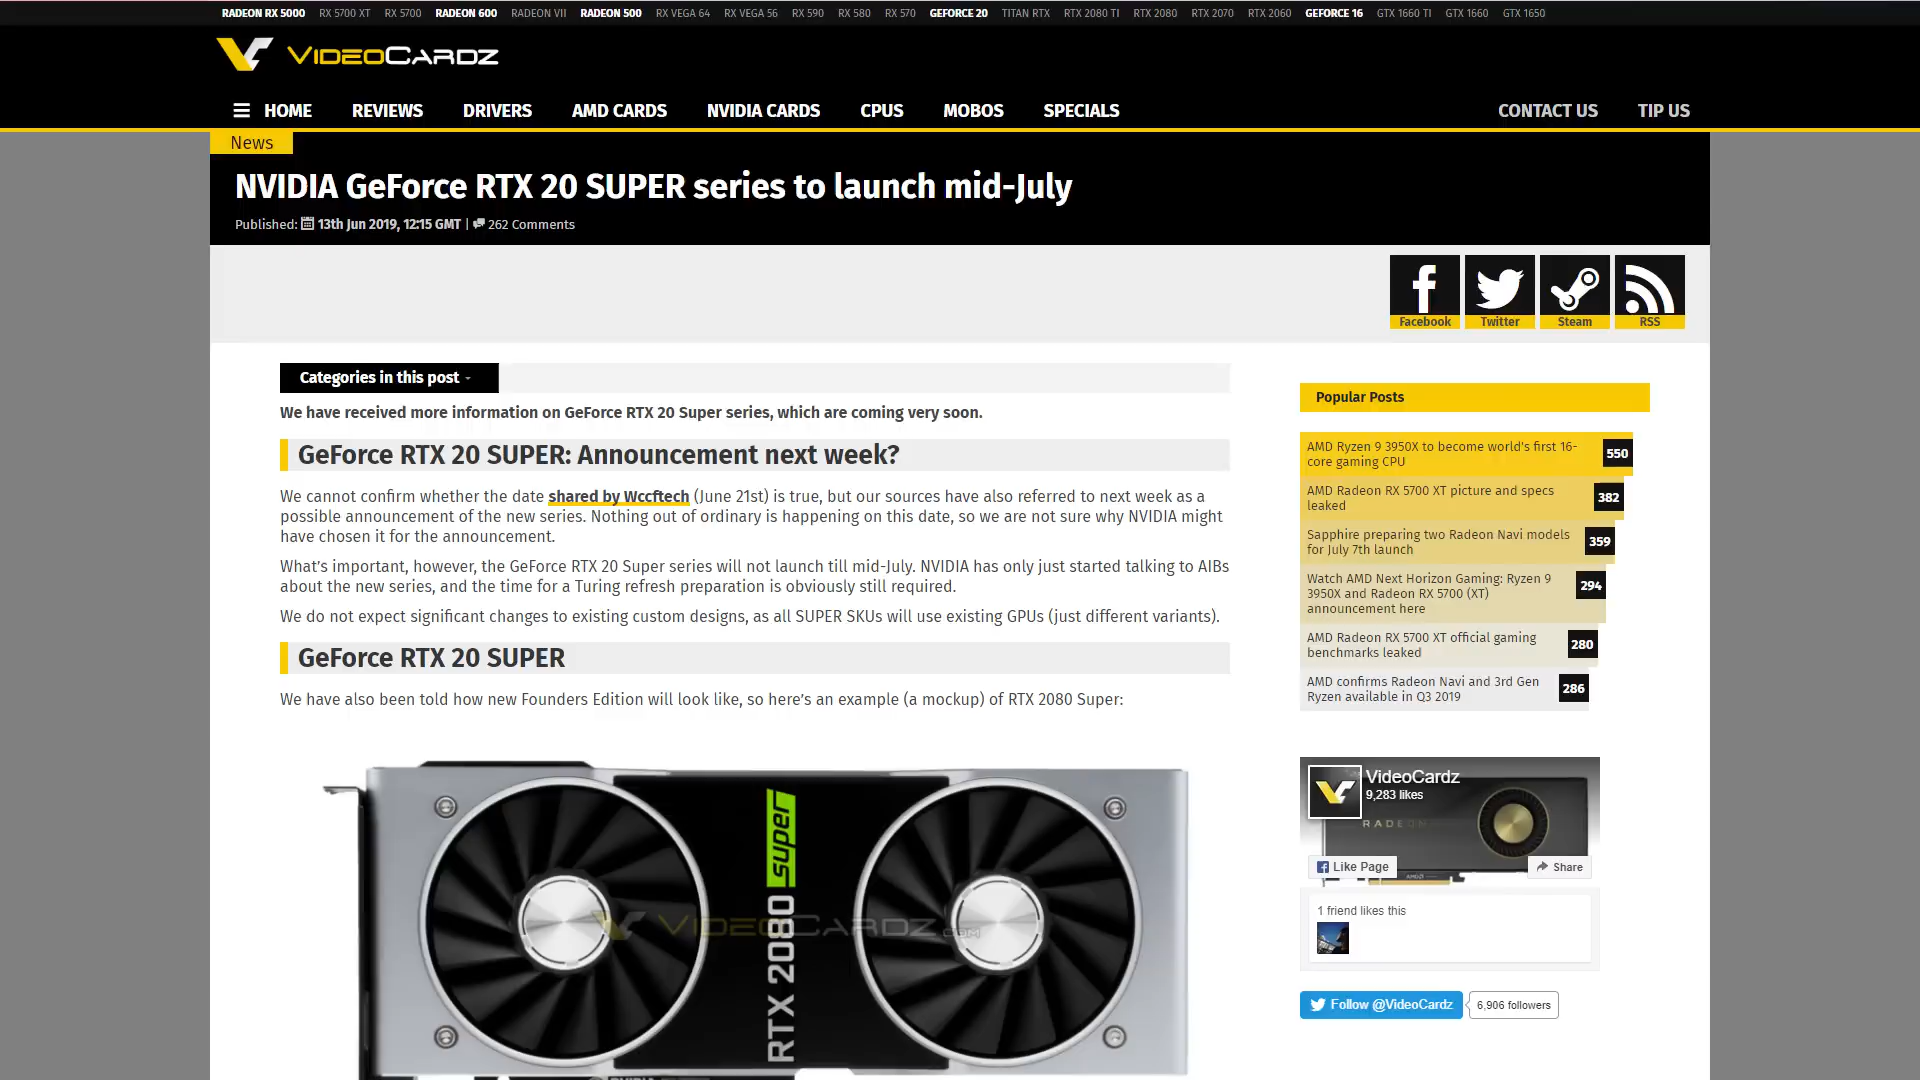 RADEON RX 5000 RX 5700 XT RX 5700 RADEON 600 RADEON VII RADEON 500 RX VEGA 64 RX VEGA 56 RX 590 RX 580 RX 570 GEFORCE 20 TITAN RTX RTX 2080 TI RTX 2080 RTX 2070 RTX 2060 GEFORCE 16 GTX 1660 TI GTX 1660 GTX 1650
VIDEOCARDZ
HOME REVIEWS DRIVERS AMD CARDS NVIDIA CARDS CPUS MOBOS SPECIALS CONTACT US TIP US
News
NVIDIA GeForce RTX 20 SUPER series to launch mid-July
Published: 13th Jun 2019, 12:15 GMT | 262 Comments
Facebook Twitter Steam RSS
Categories in this post -
We have received more information on GeForce RTX 20 Super series, which are coming very soon.
GeForce RTX 20 SUPER: Announcement next week?
We cannot confirm whether the date shared by Wccftech (June 21st) is true, but our sources have also referred to next week as a
possible announcement of the new series. Nothing out of ordinary is happening on this date, so we are not sure why NVIDIA might
have chosen it for the announcement.
What's important, however, the GeForce RTX 20 Super series will not launch till mid-July. NVIDIA has only just started talking to AIBs
about the new series, and the time for a Turing refresh preparation is obviously still required.
We do not expect significant changes to existing custom designs, as all SUPER SKUs will use existing GPUs (just different variants).
GeForce RTX 20 SUPER
We have also been told how new Founders Edition will look like, so here's an example (a mockup) of RTX 2080 Super:
RTX 2080 super
VIDEOCARDZ.COM
Popular Posts
AMD Ryzen 9 3950X to become world's first 16-
core gaming CPU
550
AMD Radeon RX 5700 XT picture and specs
leaked
382
Sapphire preparing two Radeon Navi models
for July 7th launch
359
Watch AMD Next Horizon Gaming: Ryzen 9
3950X and Radeon RX 5700 (XT)
announcement here
294
AMD Radeon RX 5700 XT official gaming
benchmarks leaked
280
AMD confirms Radeon Navi and 3rd Gen
Ryzen available in Q3 2019
286
VideoCardz
9,283 likes
RADEON
Like Page
Share
AMD
1 friend likes this
Follow @VideoCardz
6,906 followers